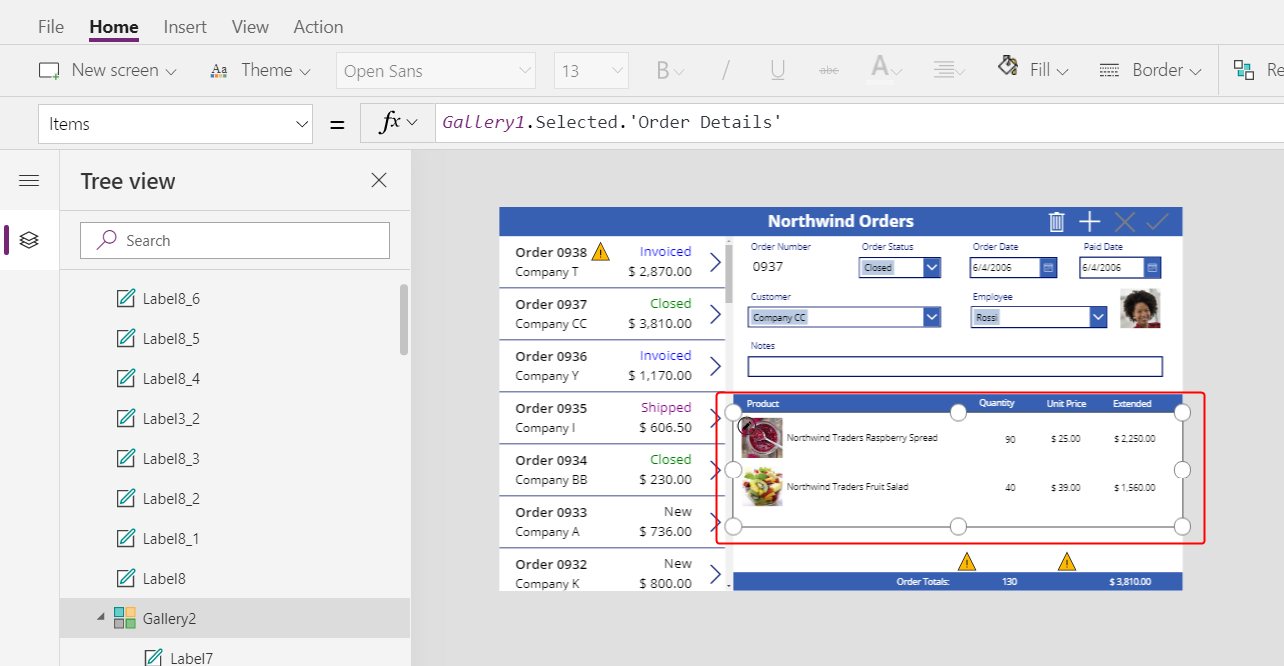 File Home Insert View Action
New screen Theme Open Sans 13 B / U abc A Fill Border Re
Items = fx Gallery1.Selected.'Order Details'
Tree view
Search
Label8_6
Label8_5
Label8_4
Label3_2
Label8_3
Label8_2
Label8_1
Label8
Gallery2
Label7
Northwind Orders
Order 0938 Invoiced
Company T $ 2,870.00
Order 0937 Closed
Company CC $ 3,810.00
Order 0936 Invoiced
Company Y $ 1,170.00
Order 0935 Shipped
Company I $ 606.50
Order 0934 Closed
Company BB $ 230.00
Order 0933 New
Company A $ 736.00
Order 0932 New
Company K $ 800.00
Order Number Order Status Order Date Paid Date
0937 Closed 6/4/2006 6/4/2006
Customer Employee
Company CC Rossi
Notes
Product Quantity Unit Price Extended
Northwind Traders Raspberry Spread 90 $ 25.00 $ 2,250.00
Northwind Traders Fruit Salad 40 $ 39.00 $ 1,560.00
Order Totals: 130 $ 3,810.00